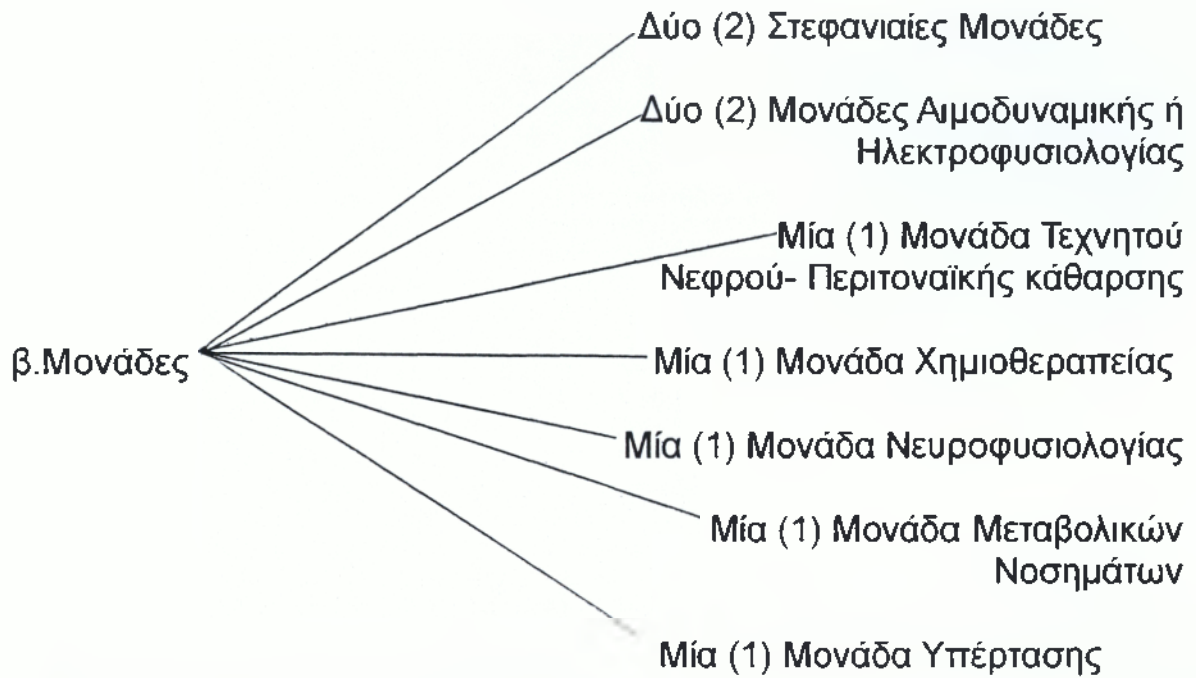 Δύο (2) Στεφανιαίες Μονάδες
Δύο (2) Μονάδες Αιμοδυναμικής ή
Ηλεκτροφυσιολογίας
Μία (1) Μονάδα Τεχνητού
Νεφρού- Περιτοναϊκής κάθαρσης
β.Μονάδες
Μία (1) Μονάδα Χημιοθεραπείας
Μία (1) Μονάδα Νευροφυσιολογίας
Μία (1) Μονάδα Μεταβολικών
Νοσημάτων
Μία (1) Μονάδα Υπέρτασης